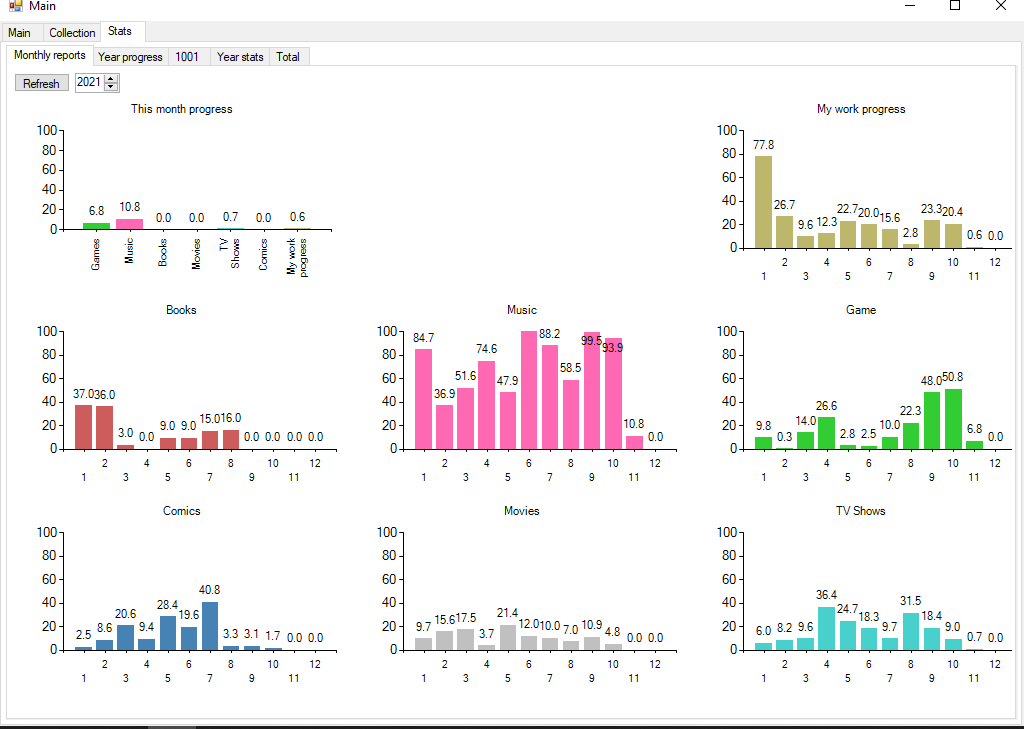 Main
Main Collection Stats
Monthly reports Year progress 1001 Year stats Total
Refresh 2021
This month progress
100
80
60
40
20
0
6.8 10.8 0.0 0.0 0.7 0.0 0.6
Games Music Books Movies TV Shows Comics My work progress
My work progress
100
80
60
40
20
0
77.8 26.7 9.6 12.3 22.7 20.0 15.6 2.8 23.3 20.4 0.6 0.0
2 4 6 8 10 12
1 3 5 7 9 11
Books
100
80
60
40
20
0
37.0 36.0 3.0 0.0 9.0 9.0 15.0 16.0 0.0 0.0 0.0 0.0
2 4 6 8 10 12
1 3 5 7 9 11
Music
100
80
60
40
20
0
84.7 36.9 51.6 74.6 47.9 88.2 58.5 99.5 93.9 10.8 0.0
2 4 6 8 10 12
1 3 5 7 9 11
Game
100
80
60
40
20
0
9.8 0.3 14.0 26.6 2.8 2.5 10.0 22.3 48.0 50.8 6.8 0.0
2 4 6 8 10 12
1 3 5 7 9 11
Comics
100
80
60
40
20
0
2.5 8.6 20.6 9.4 28.4 19.6 40.8 3.3 3.1 1.7 0.0 0.0
2 4 6 8 10 12
1 3 5 7 9 11
Movies
100
80
60
40
20
0
9.7 15.6 17.5 3.7 21.4 12.0 10.0 7.0 10.9 4.8 0.0 0.0
2 4 6 8 10 12
1 3 5 7 9 11
TV Shows
100
80
60
40
20
0
6.0 8.2 9.6 36.4 24.7 18.3 9.7 31.5 18.4 9.0 0.7 0.0
2 4 6 8 10 12
1 3 5 7 9 11